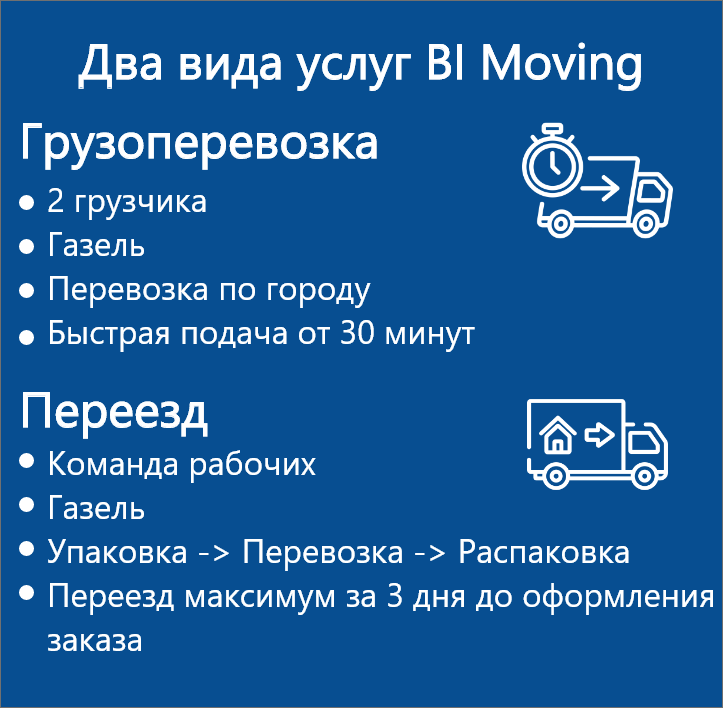 Два вида услуг BI Moving
Грузоперевозка
• 2 грузчика
• Газель
• Перевозка по городу
• Быстрая подача от 30 минут
Переезд
• Команда рабочих
• Газель
• Упаковка -> Перевозка -> Распаковка
• Переезд максимум за 3 дня до оформления
заказа